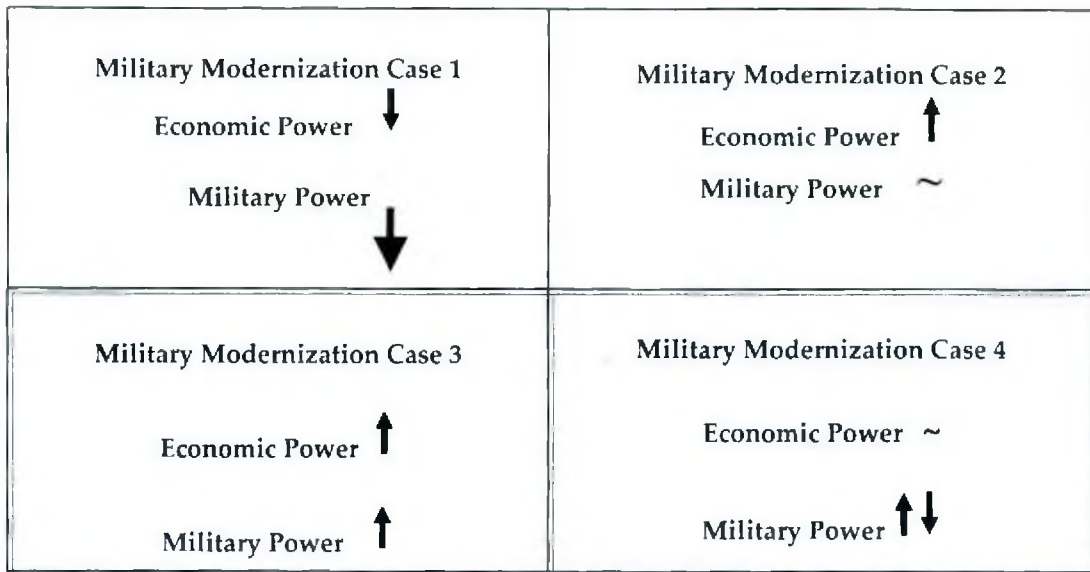 Military Modernization Case 1
Economic Power ↓
Military Power ↓
Military Modernization Case 2
Economic Power ↑
Military Power ~
Military Modernization Case 3
Economic Power ↑
Military Power ↑
Military Modernization Case 4
Economic Power ~
Military Power ↑↓